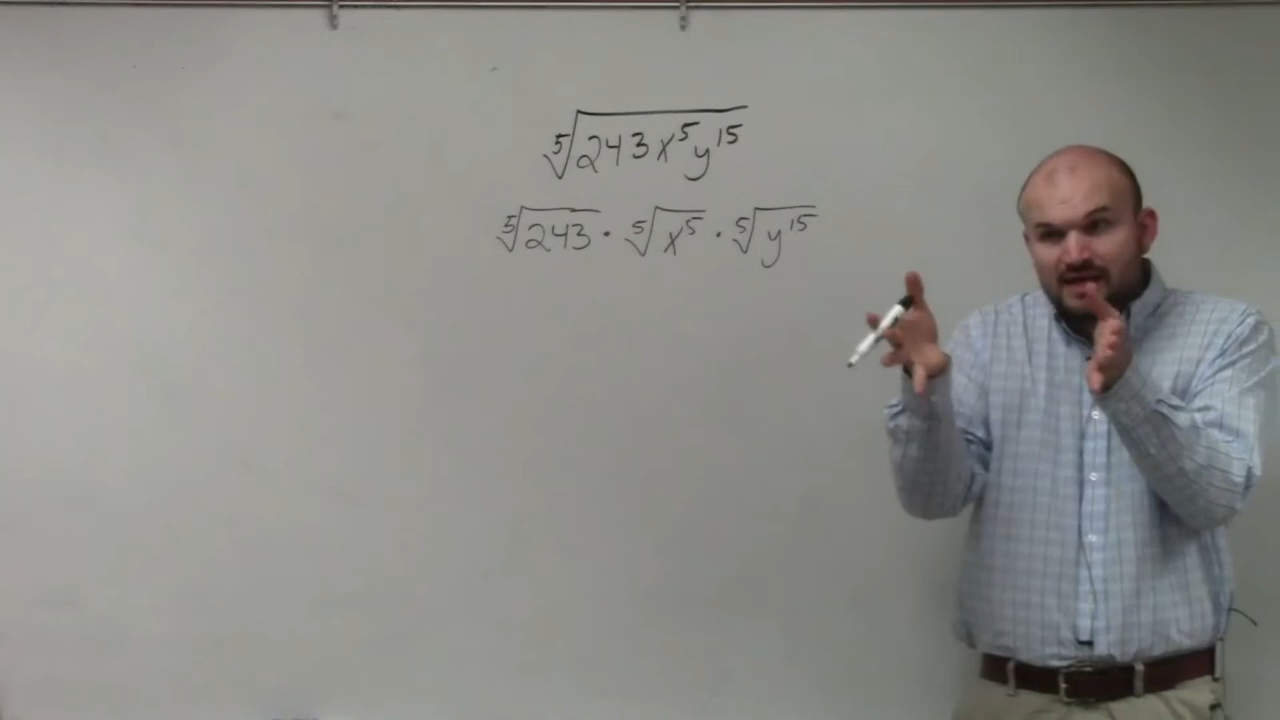 ⁵√243x⁵y¹⁵
⁵√243 · ⁵√x⁵ · ⁵√y¹⁵